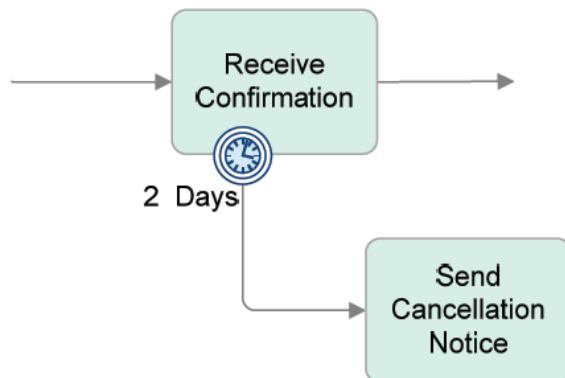 Receive
Confirmation
2 Days
Send
Cancellation
Notice